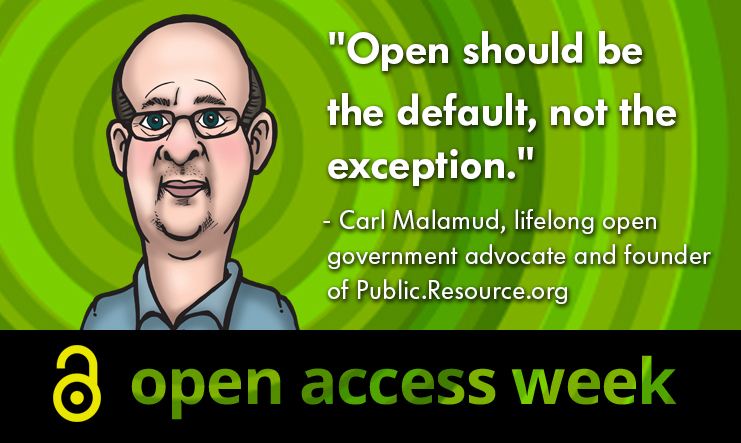 "Open should be
the default, not the
exception."
- Carl Malamud, lifelong open
government advocate and founder
of Public.Resource.org
open access week